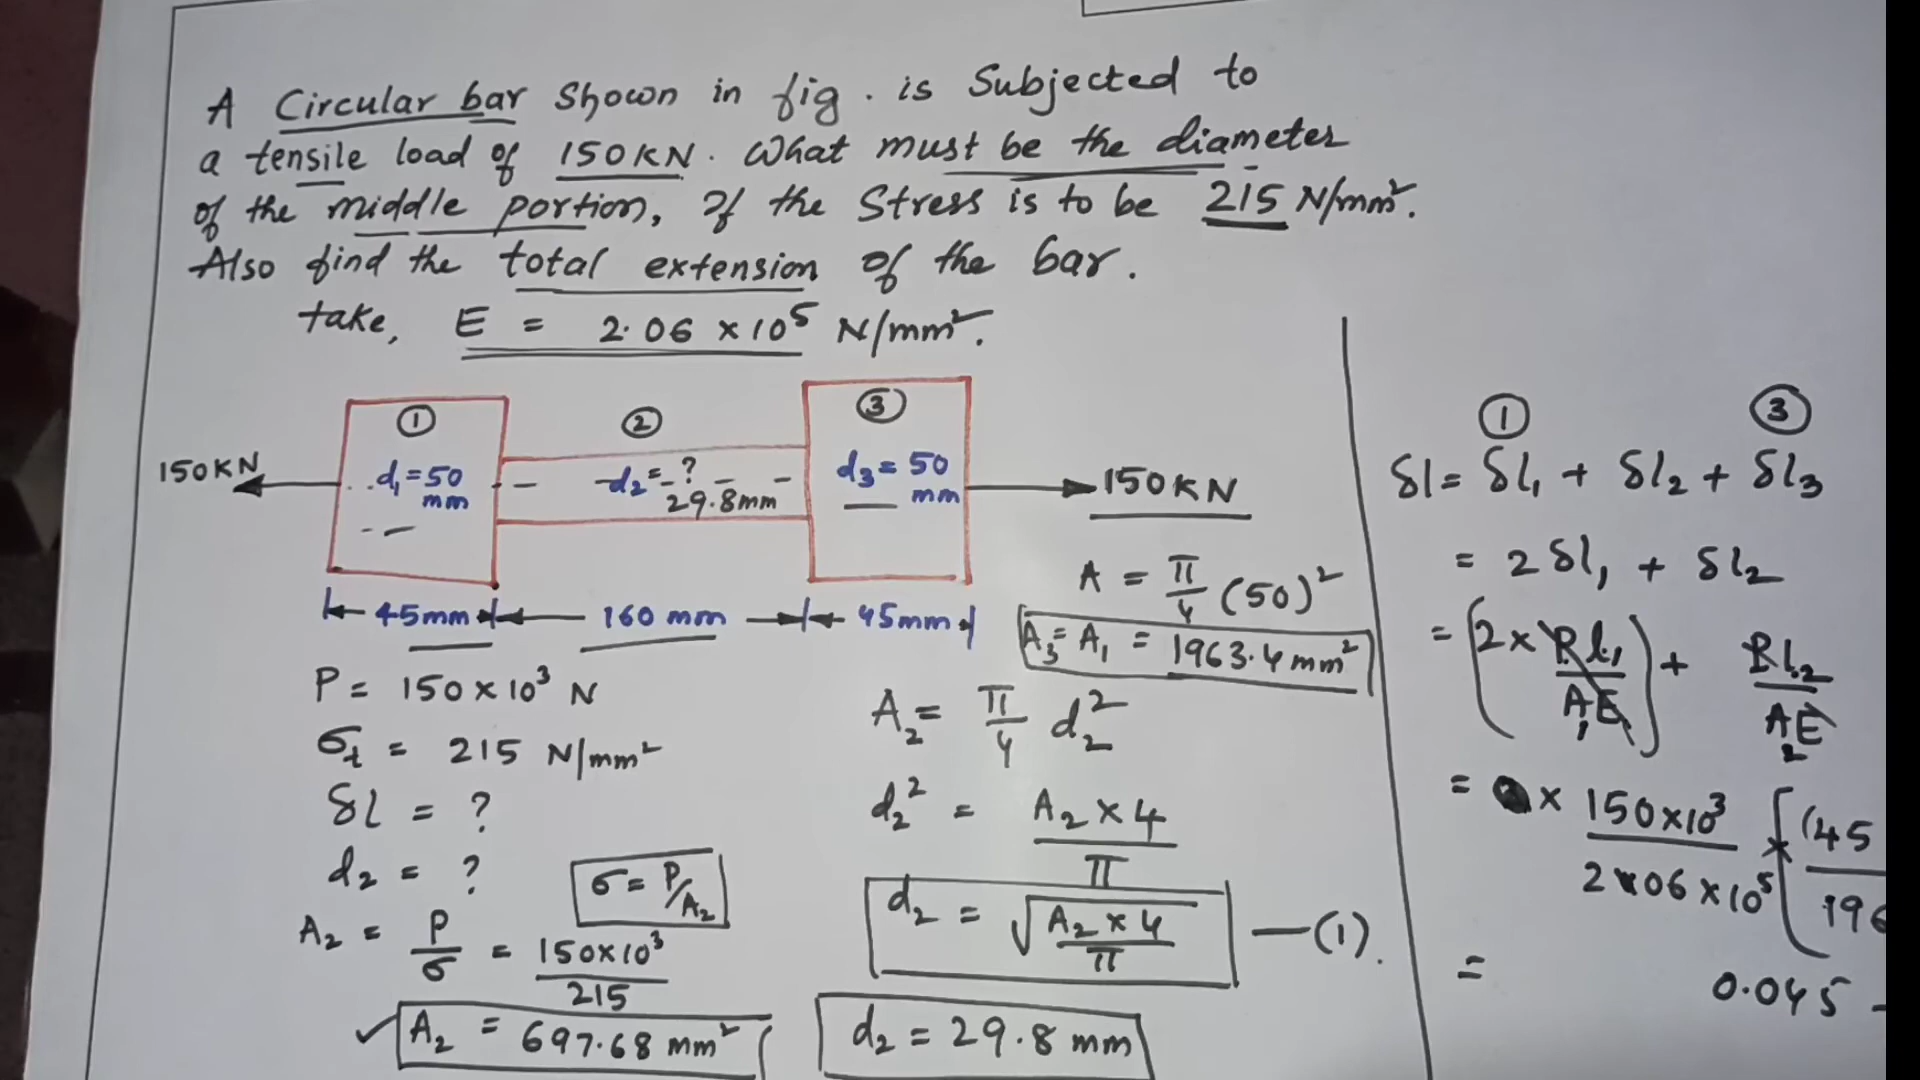 A Circular bar Shown in fig. is Subjected to
a tensile load of 150KN. What must be the diameter
of the middle portion, If the Stress is to be 215 N/mm².
Also find the total extension of the bar.
take, E = 2.06 × 10⁵ N/mm².
① ② ③
150KN d₁=50 mm d₂=? 29.8mm d₃=50 mm 150KN
45mm 160 mm 45mm
P = 150×10³ N
σt = 215 N/mm²
δl = ?
d₂ = ?
σ = P/A₂
A₂ = P/σ = 150×10³/215
A₂ = 697.68 mm²
A = π/4 (50)²
A₃ = A₁ = 1963.4 mm²
A₂ = π/4 d₂²
d₂² = A₂ × 4/π
d₂ = √(A₂ × 4/π) —(1).
d₂ = 29.8 mm
① ③
δl = δl₁ + δl₂ + δl₃
= 2δl₁ + δl₂
= (2 × Pl₁/A₁E) + Pl₂/A₂E
= × 150×10³/2.06×10⁵ × [(45/196
= 0.045